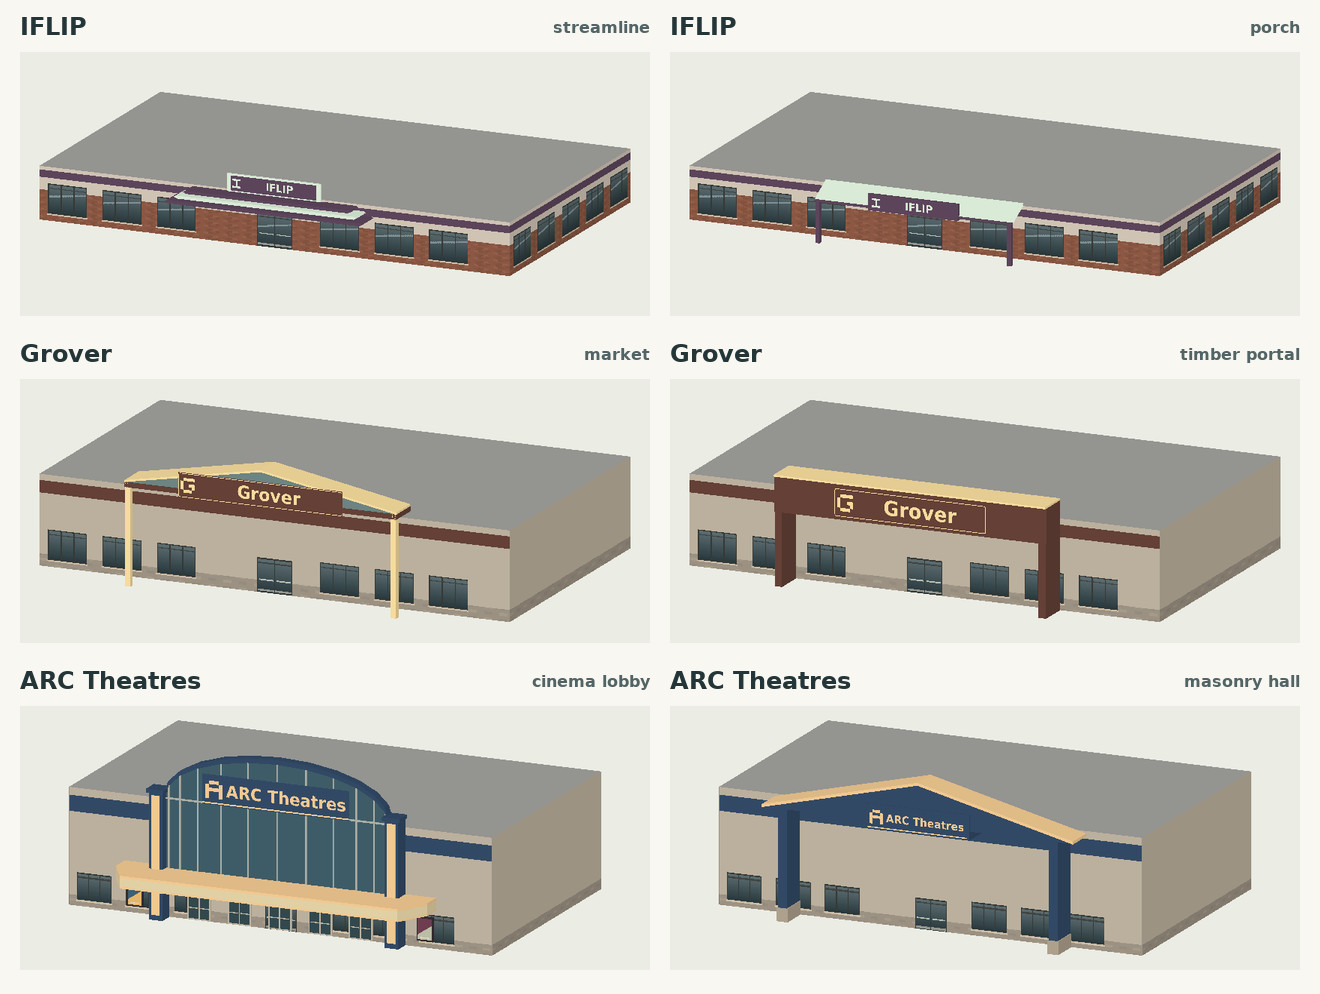 IFLIP streamline
IFLIP porch
IFLIP
IFLIP
Grover market
Grover timber portal
G Grover
G Grover
ARC Theatres cinema lobby
ARC Theatres masonry hall
A ARC Theatres
A ARC Theatres